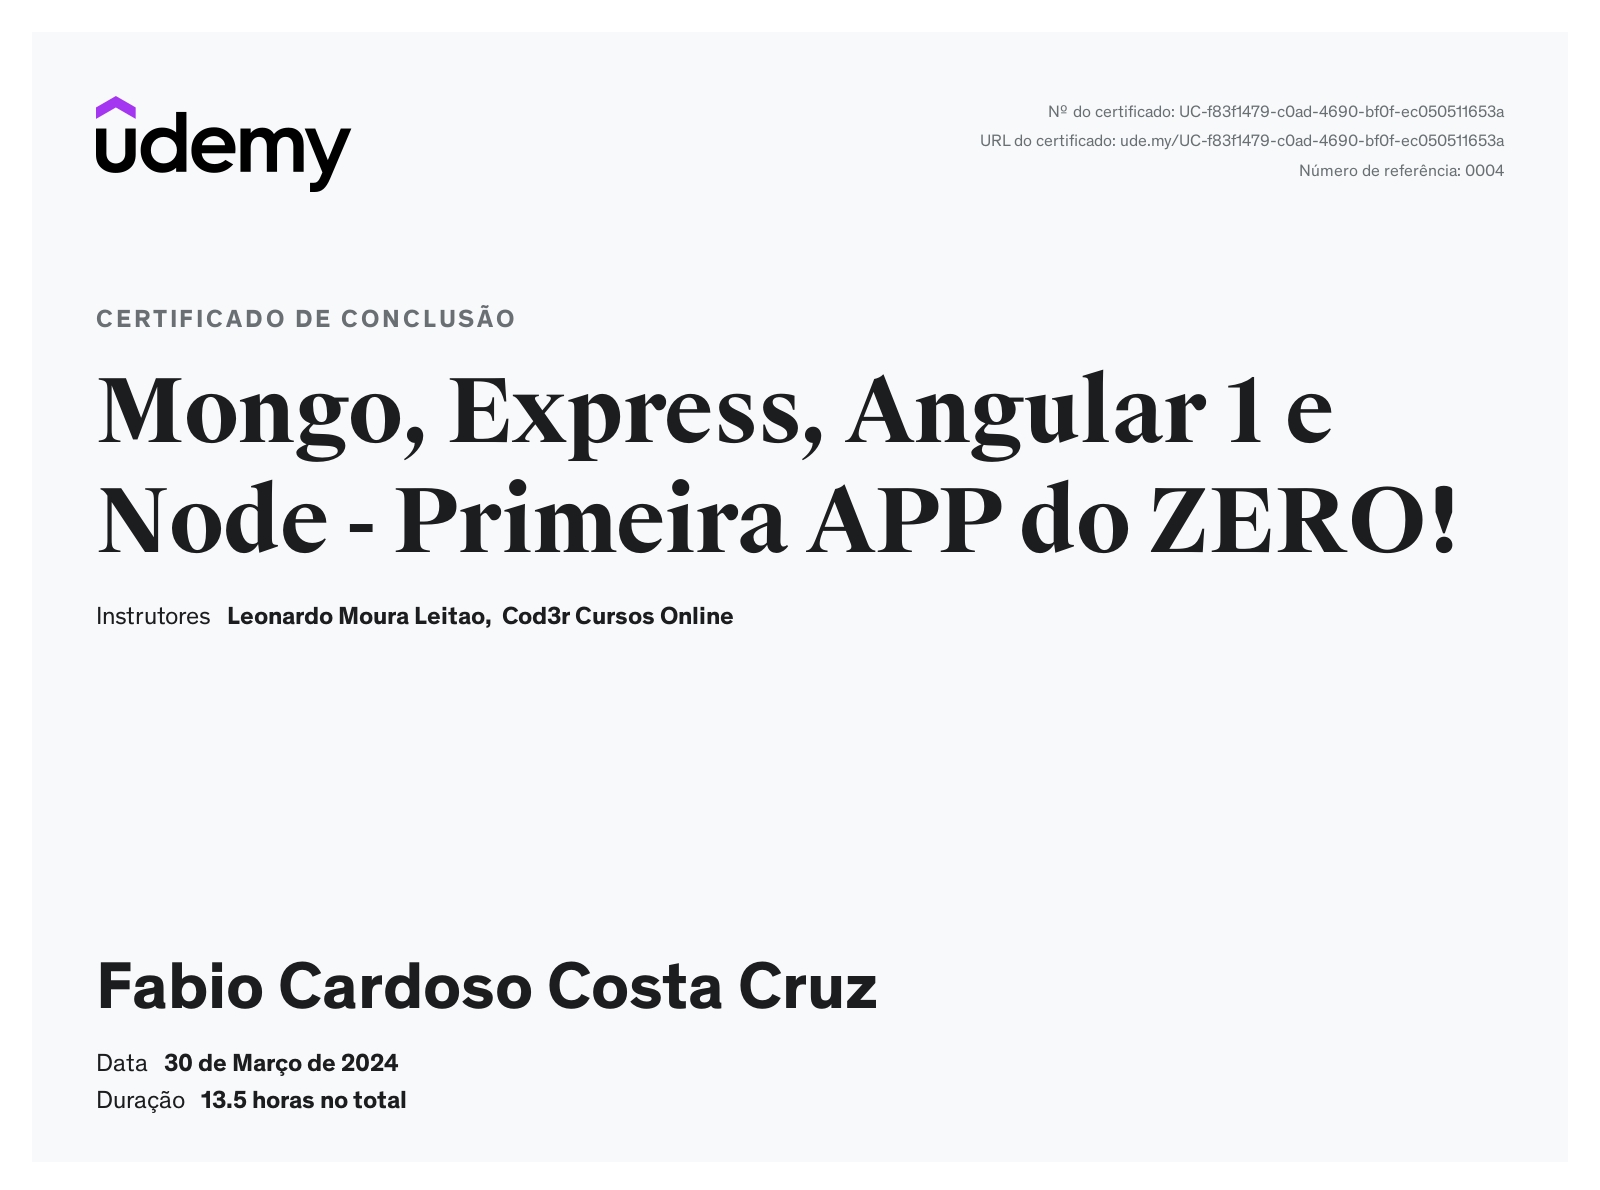 udemy
Nº do certificado: UC-f83f1479-c0ad-4690-bf0f-ec050511653a
URL do certificado: ude.my/UC-f83f1479-c0ad-4690-bf0f-ec050511653a
Número de referência: 0004
CERTIFICADO DE CONCLUSÃO
Mongo, Express, Angular 1 e
Node - Primeira APP do ZERO!
Instrutores Leonardo Moura Leitao, Cod3r Cursos Online
Fabio Cardoso Costa Cruz
Data 30 de Março de 2024
Duração 13.5 horas no total